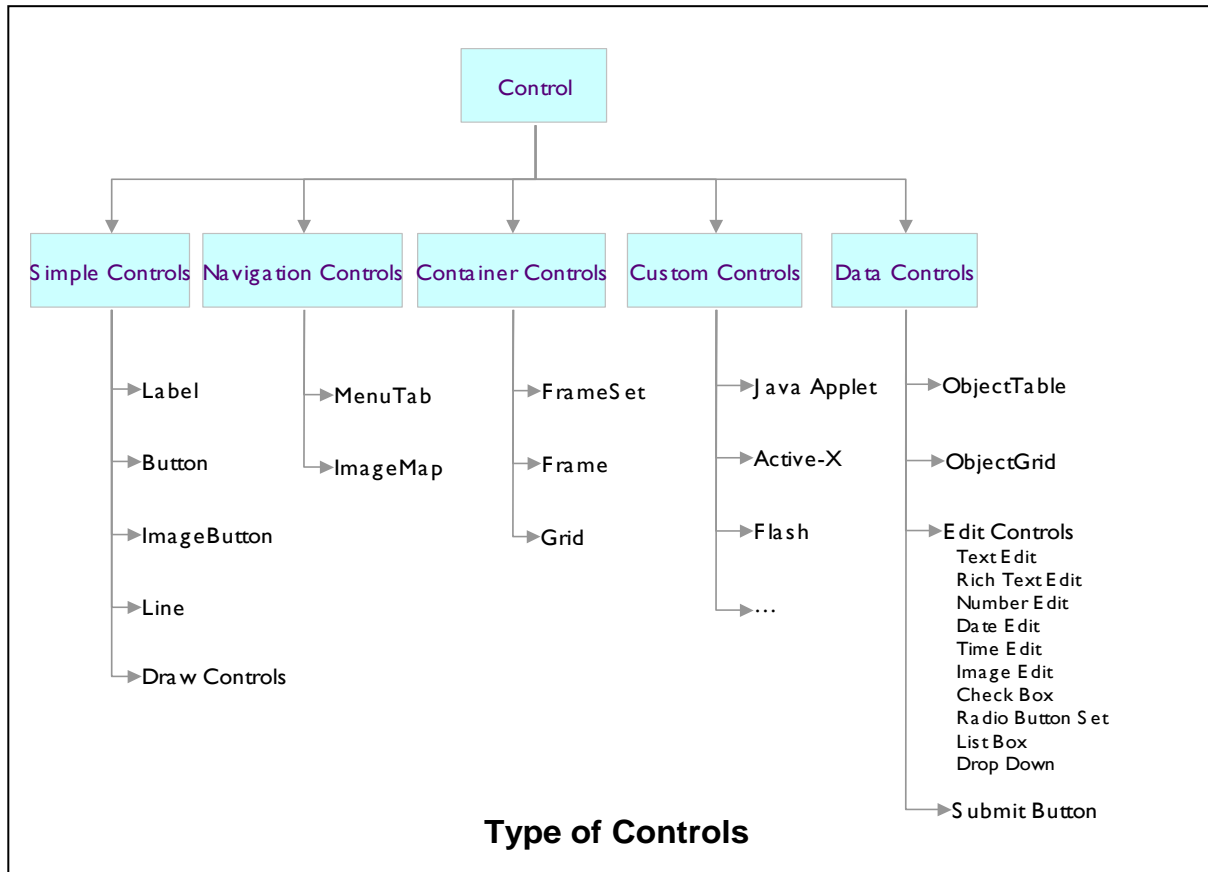 Control
Simple Controls
Navigation Controls
Container Controls
Custom Controls
Data Controls
Label
Button
ImageButton
Line
Draw Controls
MenuTab
ImageMap
FrameSet
Frame
Grid
Java Applet
Active-X
Flash
...
ObjectTable
ObjectGrid
Edit Controls
Text Edit
Rich Text Edit
Number Edit
Date Edit
Time Edit
Image Edit
Check Box
Radio Button Set
List Box
Drop Down
Submit Button
Type of Controls